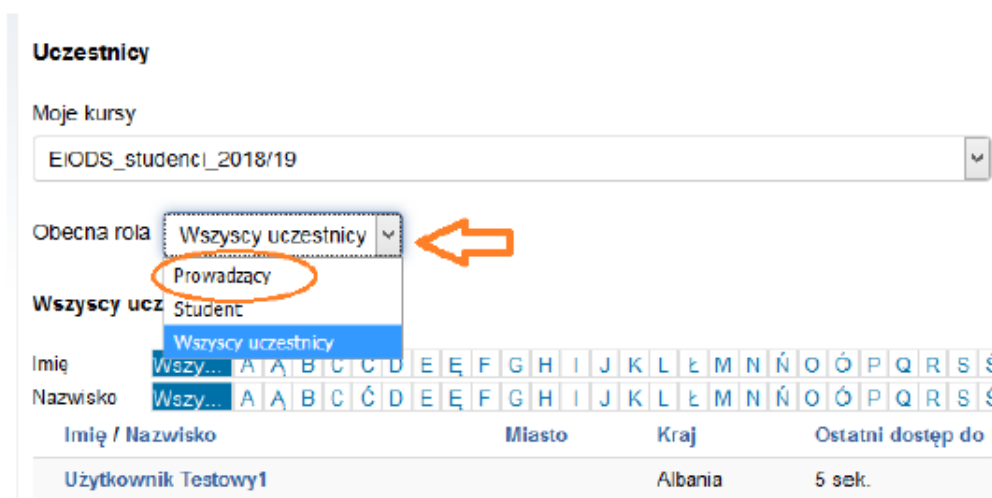 Uczestnicy
Moje kursy
EIODS_studenci_2018/19
Obecna rola Wszyscy uczestnicy
Prowadzący
Wszyscy ucz
Student
Wszyscy uczestnicy
Imię Wszy... A Ą B C Ć D E Ę F G H I J K L Ł M N Ń O Ó P Q R S Ś
Nazwisko Wszy... A Ą B C Ć D E Ę F G H I J K L Ł M N Ń O Ó P Q R S Ś
Imię / Nazwisko Miasto Kraj Ostatni dostęp do
Użytkownik Testowy1 Albania 5 sek.